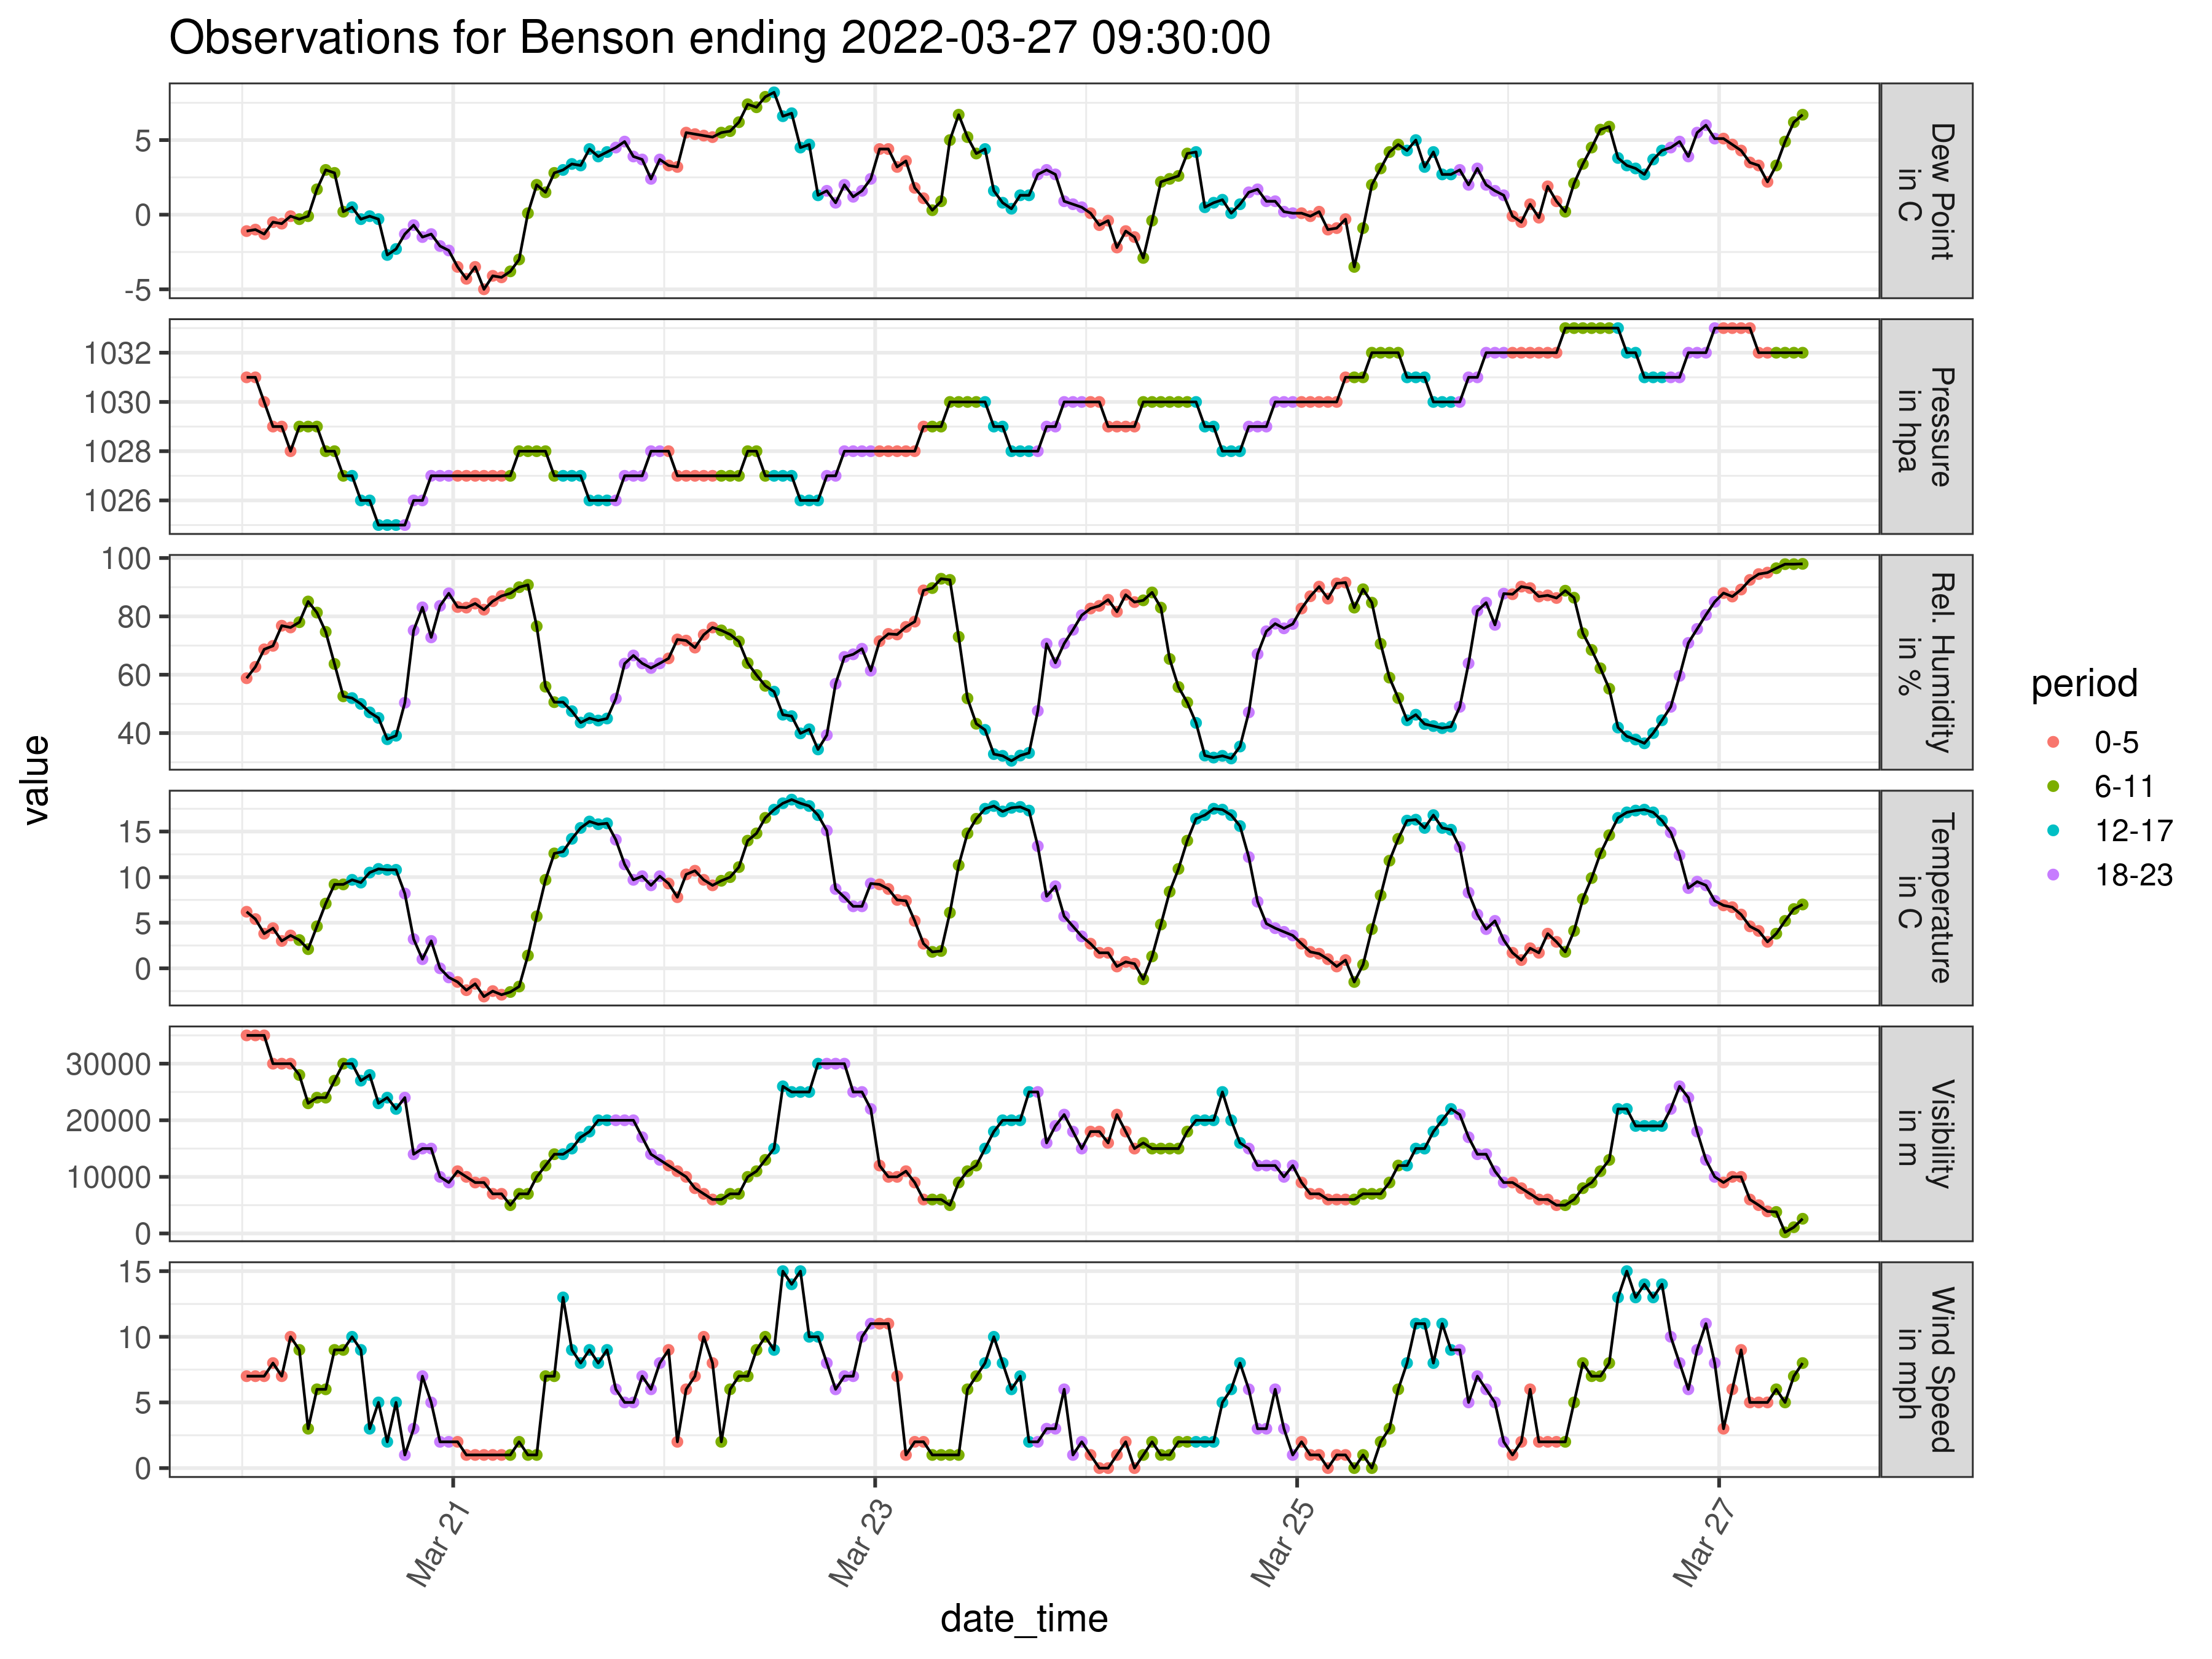 Observations for Benson ending 2022-03-27 09:30:00
value
5
0
-5
Dew Point
in C
1032
1030
1028
1026
Pressure
in hpa
100
80
60
40
Rel. Humidity
in %
15
10
5
0
Temperature
in C
30000
20000
10000
0
Visibility
in m
15
10
5
0
Wind Speed
in mph
Mar 21
Mar 23
Mar 25
Mar 27
date_time
period
0-5
6-11
12-17
18-23